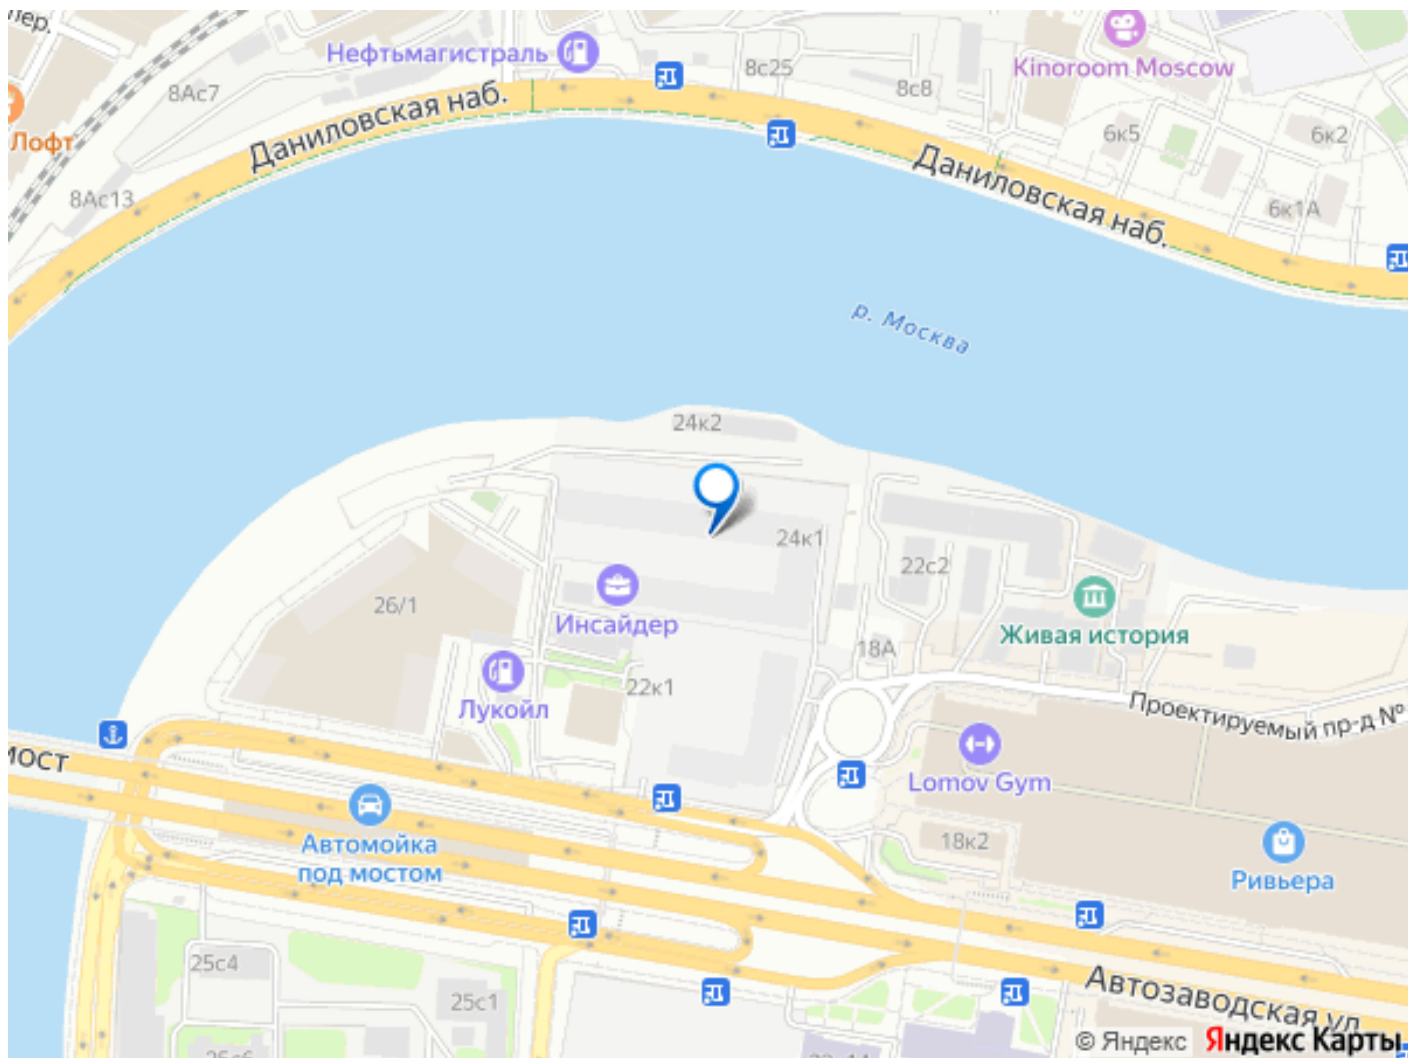 пер.
Нефтьмагистраль
8с25
8с8
Kinoroom Moscow
8Ас7
Даниловская наб.
6к5
6к2
Лофт
8Ас13
Даниловская наб.
6к1А
р. Москва
24к2
24к1
22с2
26/1
Инсайдер
Живая история
18А
22к1
Лукойл
Проектируемый пр-д №
мост
Lomov Gym
Автомойка
под мостом
18к2
Ривьера
25с4
25с1
Автозаводская ул.
© Яндекс
Яндекс Карты